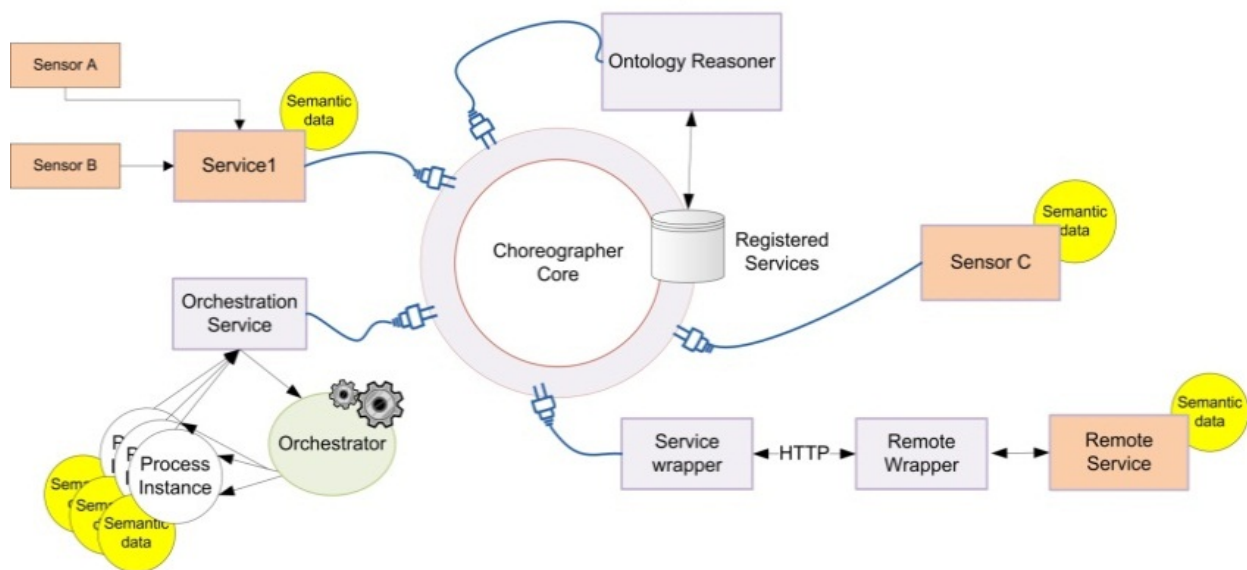 Sensor A
Semantic
data
Ontology Reasoner
Sensor B
Service1
Choreographer
Core
Registered
Services
Semantic
data
Sensor C
Orchestration
Service
Orchestrator
Process
Instance
Semantic
data
Service
wrapper
HTTP
Remote
Wrapper
Remote
Service
Semantic
data